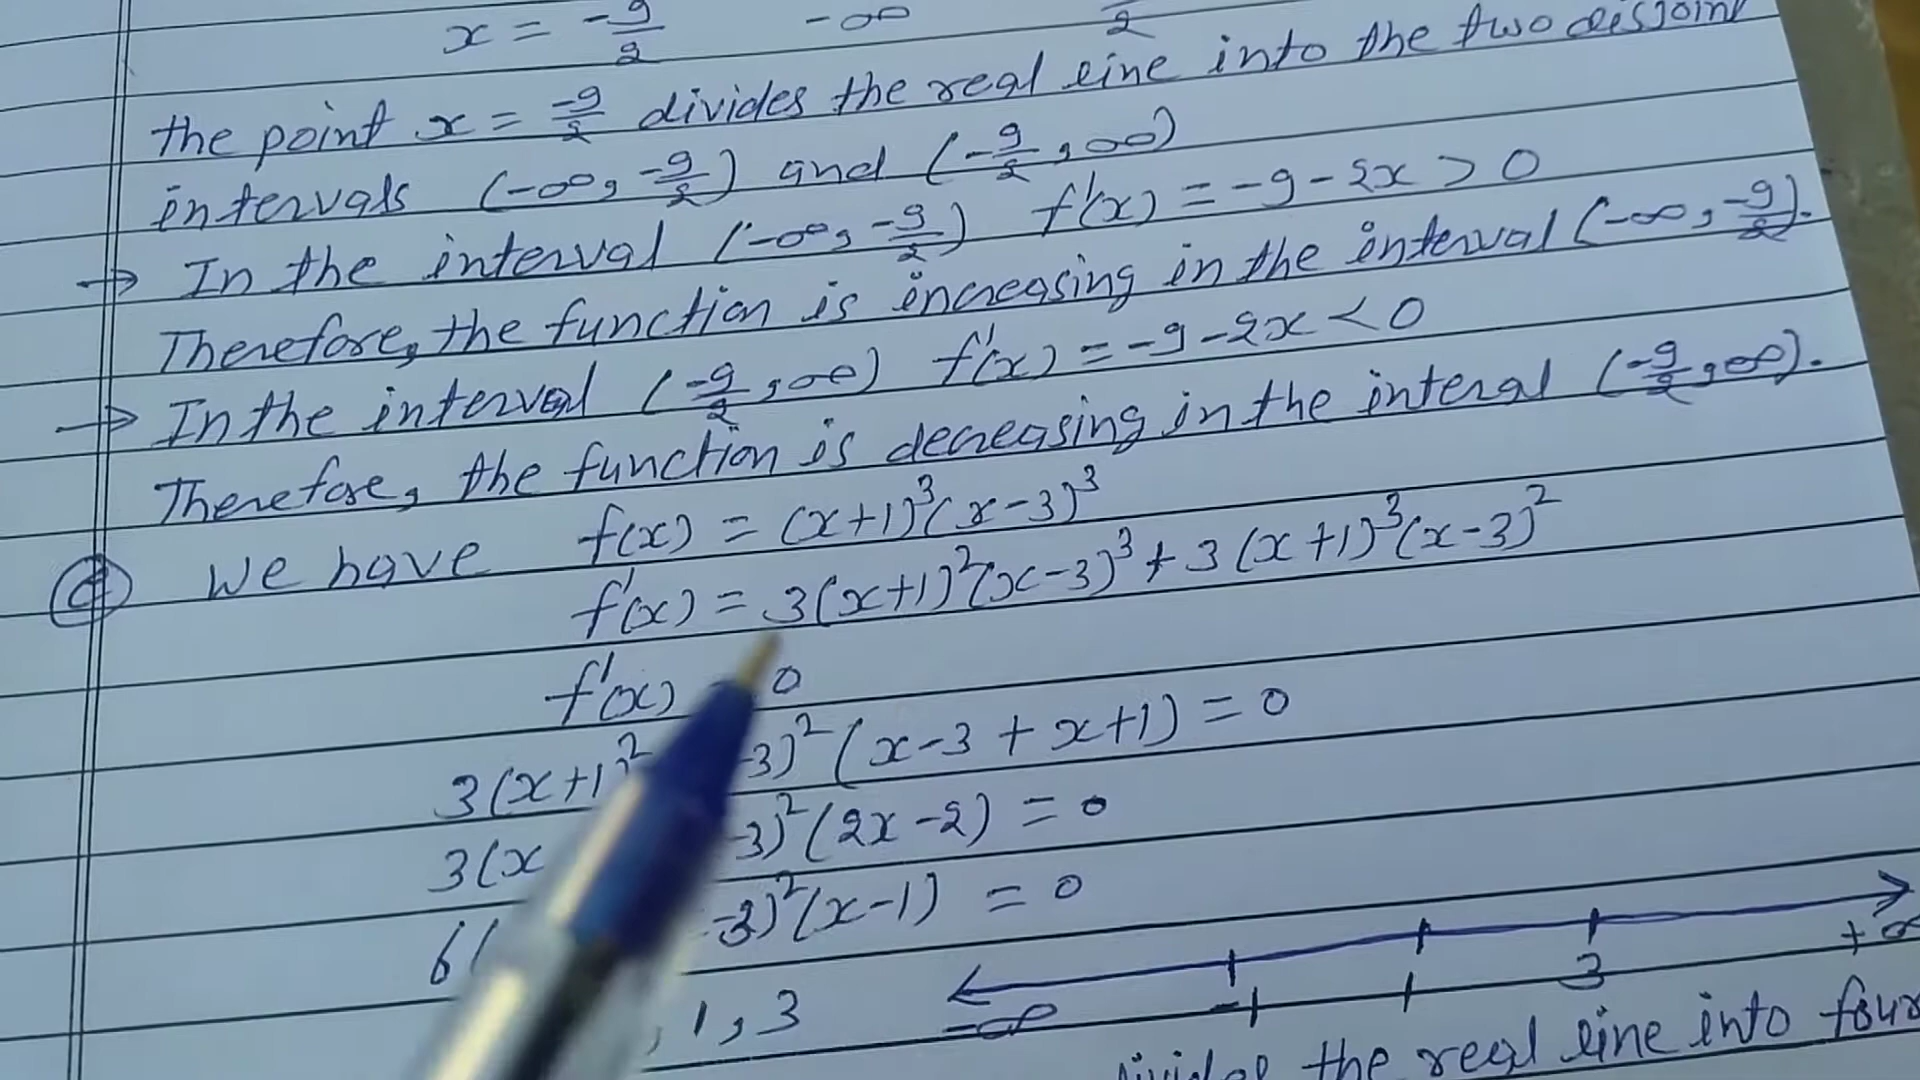 x = -9/2 -∞ 2
the point x = -9/2 divides the real line into the two disjoint
intervals (-∞, -9/2) and (-9/2, ∞)
→ In the interval (-∞, -9/2) f'(x) = -9-2x > 0
Therefore, the function is increasing in the interval (-∞, -9/2).
→ In the interval (-9/2, ∞) f'(x) = -9-2x < 0
Therefore, the function is decreasing in the interal (-9/2, ∞).
We have f(x) = (x+1)³(x-3)³
f'(x) = 3(x+1)²(x-3)³ + 3(x+1)³(x-3)²
f'(x) 0
3(x+1)² 3)² (x-3 + x+1) = 0
3(x 3)² (2x-2) = 0
6( -3)² (x-1) = 0
, 1, 3
-∞ -1 1 3 +∞
the real line into four